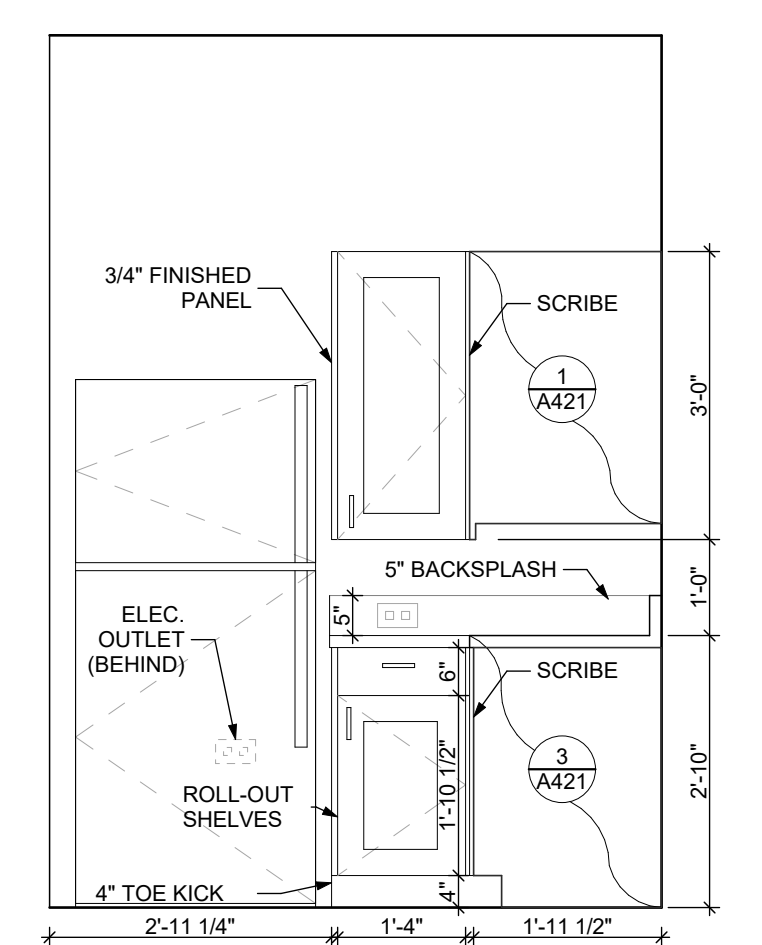 3/4" FINISHED
PANEL
SCRIBE
1
A421
3'-0"
5" BACKSPLASH
1'-0"
5"
ELEC.
OUTLET
(BEHIND)
6"
SCRIBE
3
A421
2'-10"
1'-10 1/2"
ROLL-OUT
SHELVES
4" TOE KICK
4"
2'-11 1/4"
1'-4"
1'-11 1/2"